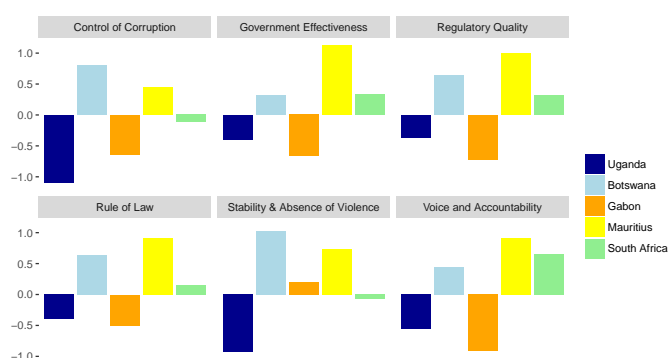 Control of Corruption
Government Effectiveness
Regulatory Quality
1.0
0.5
0.0
−0.5
−1.0
Rule of Law
Stability & Absence of Violence
Voice and Accountability
1.0
0.5
0.0
−0.5
−1.0
Uganda
Botswana
Gabon
Mauritius
South Africa